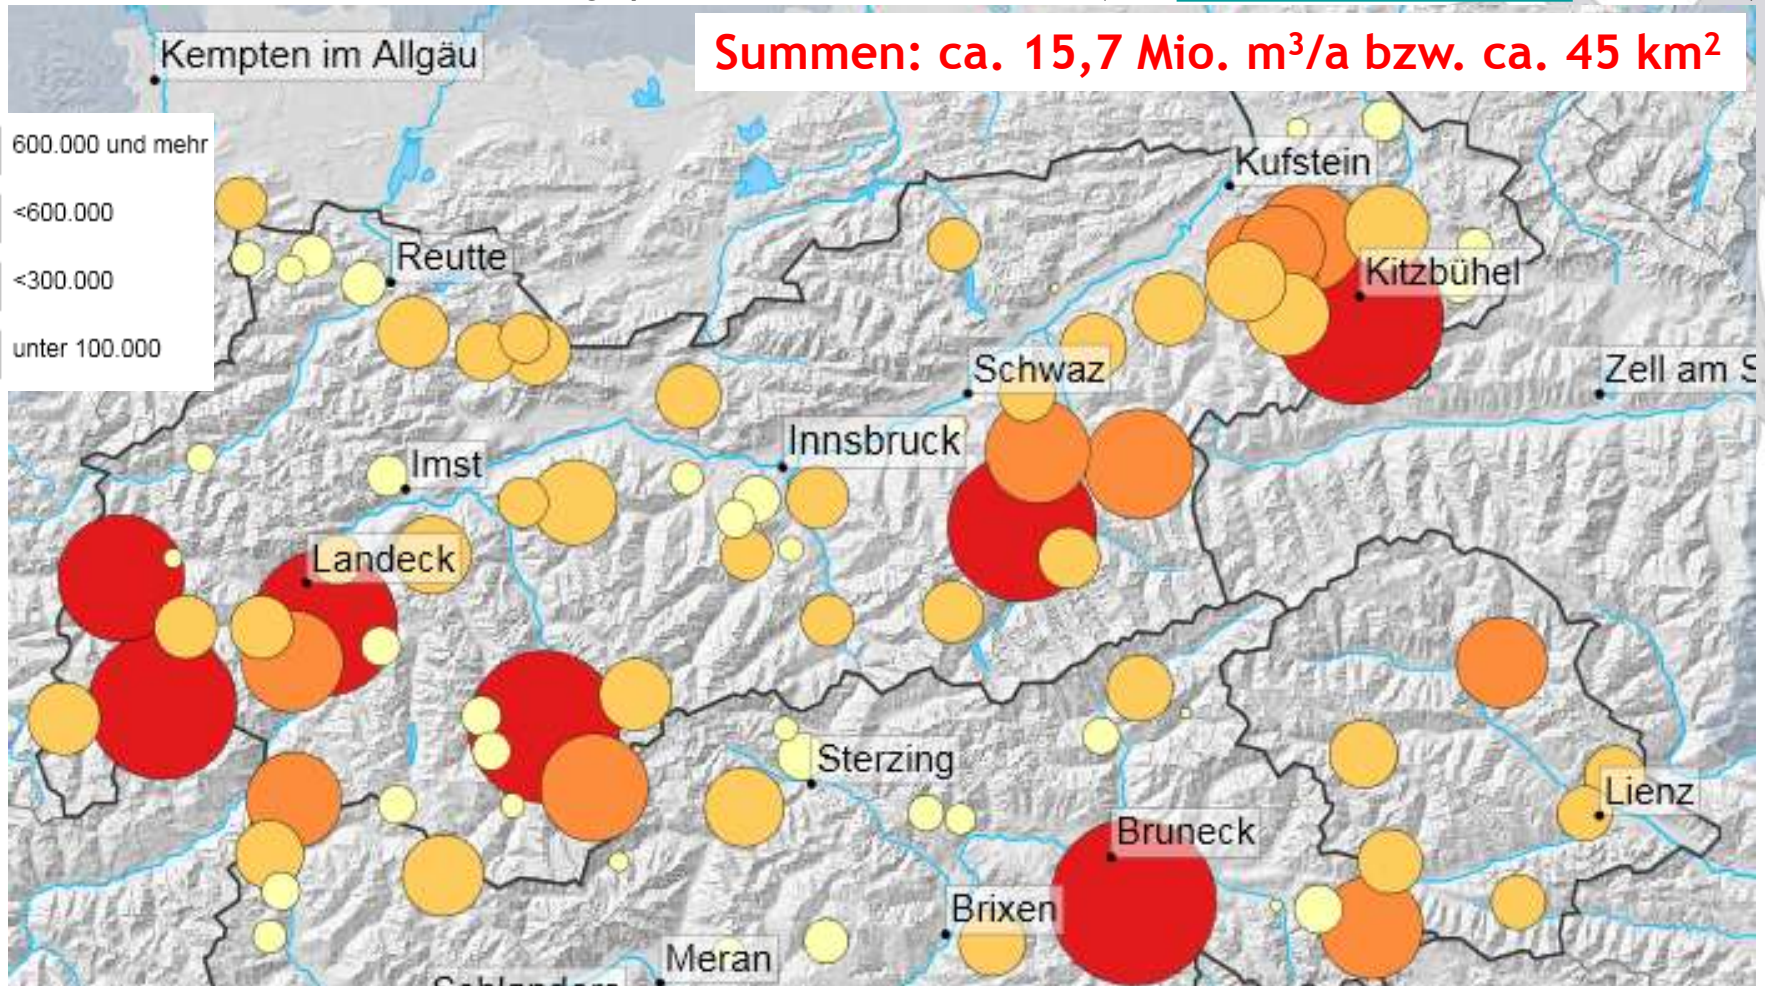 Summen: ca. 15,7 Mio. m³/a bzw. ca. 45 km²
Kempten im Allgäu
600.000 und mehr
<600.000
<300.000
unter 100.000
Kufstein
Reutte
Kitzbühel
Schwaz
Zell am S
Innsbruck
Imst
Landeck
Sterzing
Lienz
Bruneck
Brixen
Meran